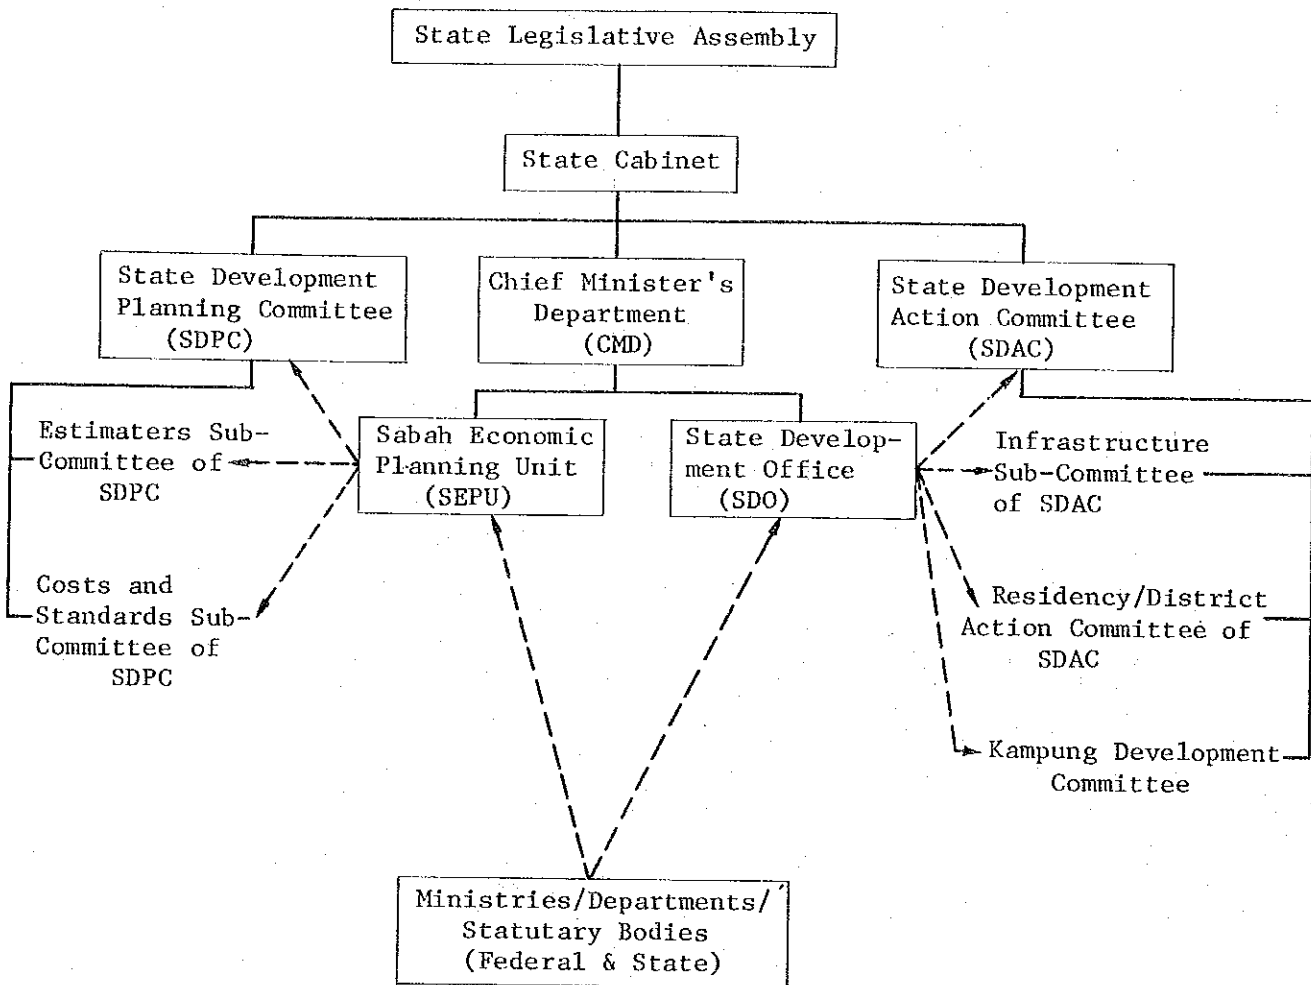 State Legislative Assembly
State Cabinet
State Development
Planning Committee
(SDPC)
Chief Minister's
Department
(CMD)
State Development
Action Committee
(SDAC)
Estimaters Sub-
Committee of
SDPC
Sabah Economic
Planning Unit
(SEPU)
State Develop-
ment Office
(SDO)
Infrastructure
Sub-Committee
of SDAC
Costs and
Standards Sub-
Committee of
SDPC
Residency/District
Action Committee of
SDAC
Kampung Development
Committee
Ministries/Departments/
Statutary Bodies
(Federal & State)